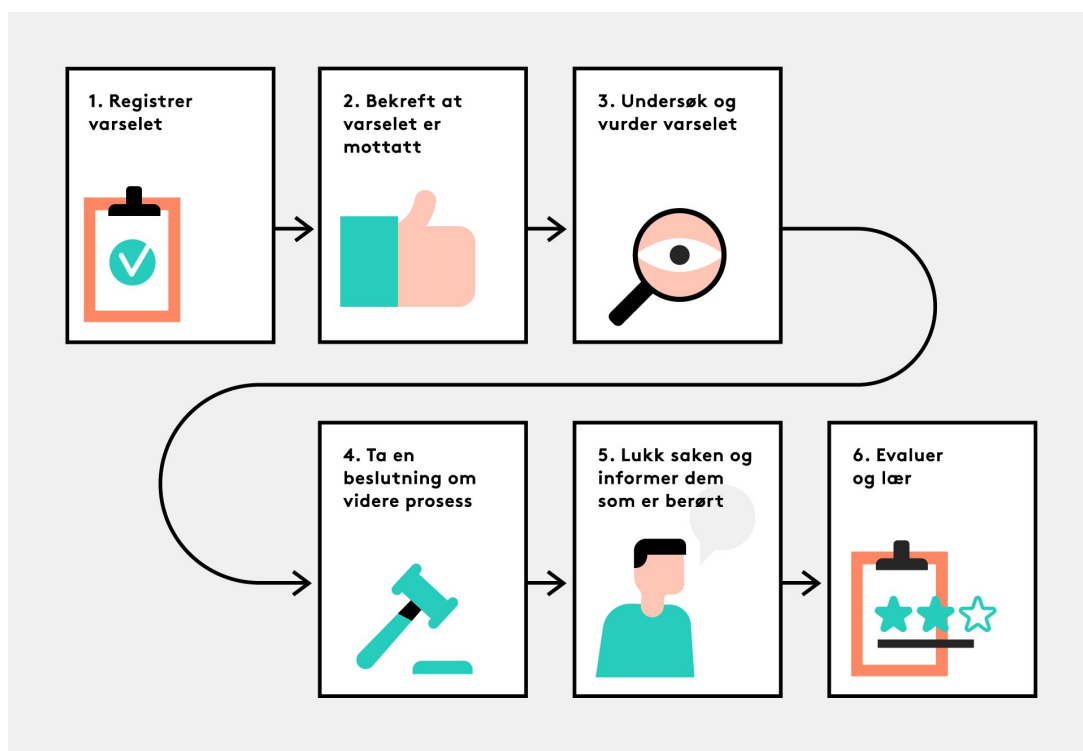 1. Registrer
varselet
2. Bekreft at
varselet er
mottatt
3. Undersøk og
vurder varselet
4. Ta en
beslutning om
videre prosess
5. Lukk saken og
informer dem
som er berørt
6. Evaluer
og lær